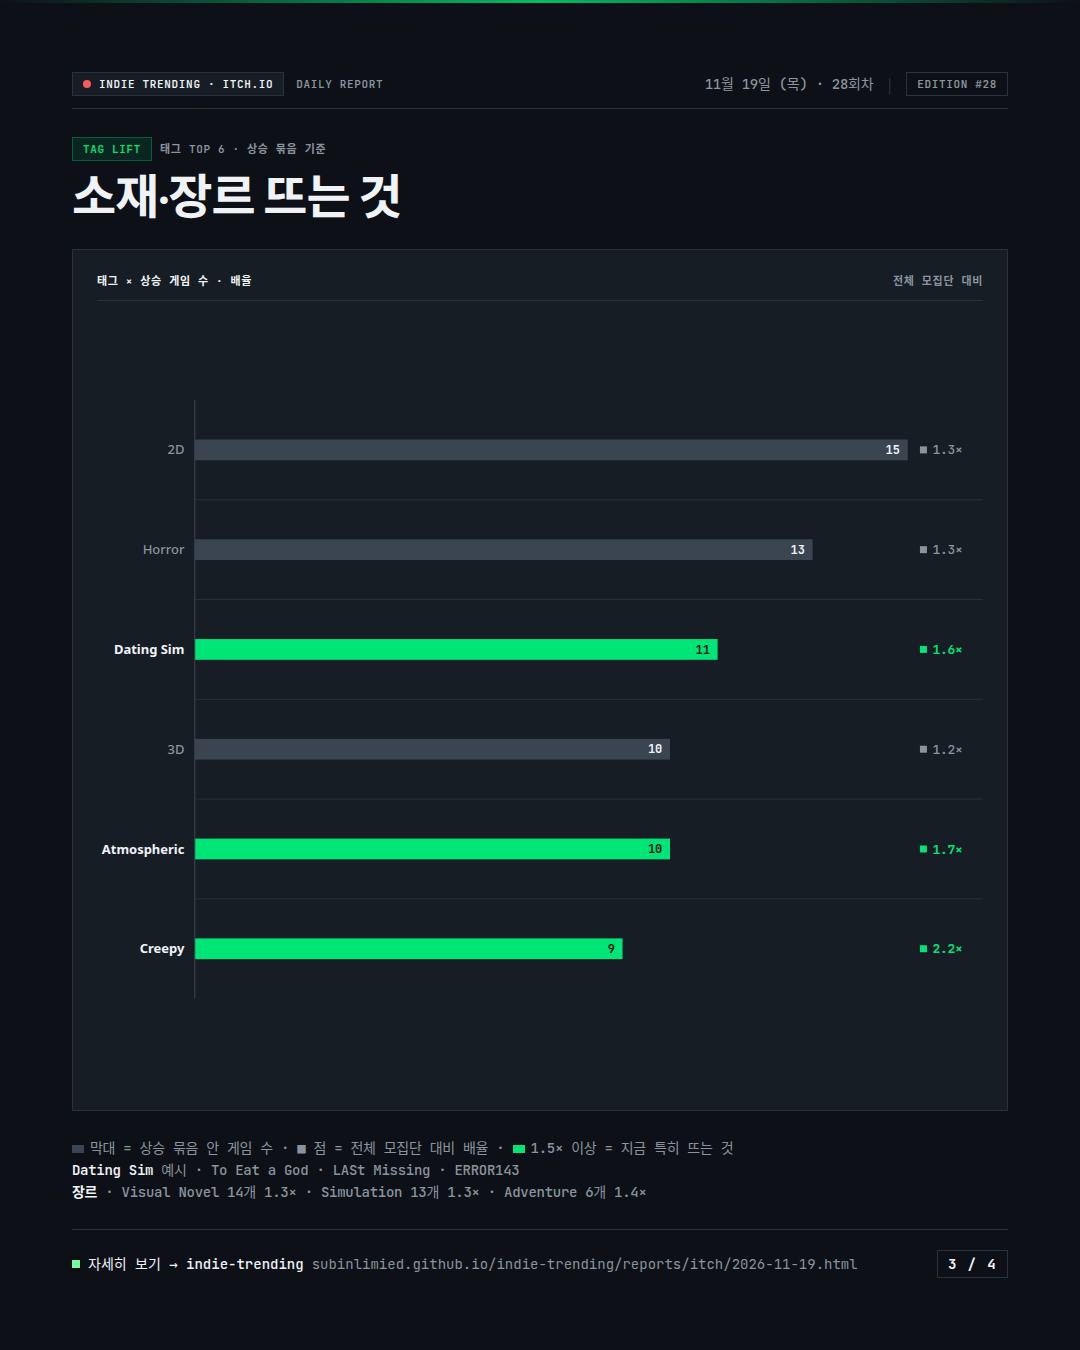 INDIE TRENDING · ITCH.IO DAILY REPORT 11월 19일 (목) · 28회차 | EDITION #28
TAG LIFT 태그 TOP 6 · 상승 묶음 기준
소재·장르 뜨는 것
태그 × 상승 게임 수 · 배율 전체 모집단 대비
2D 15 1.3×
Horror 13 1.3×
Dating Sim 11 1.6×
3D 10 1.2×
Atmospheric 10 1.7×
Creepy 9 2.2×
막대 = 상승 묶음 안 게임 수 · 점 = 전체 모집단 대비 배율 · 1.5× 이상 = 지금 특히 뜨는 것
Dating Sim 예시 · To Eat a God · LASt Missing · ERROR143
장르 · Visual Novel 14개 1.3× · Simulation 13개 1.3× · Adventure 6개 1.4×
자세히 보기 → indie-trending subinlimied.github.io/indie-trending/reports/itch/2026-11-19.html 3 / 4